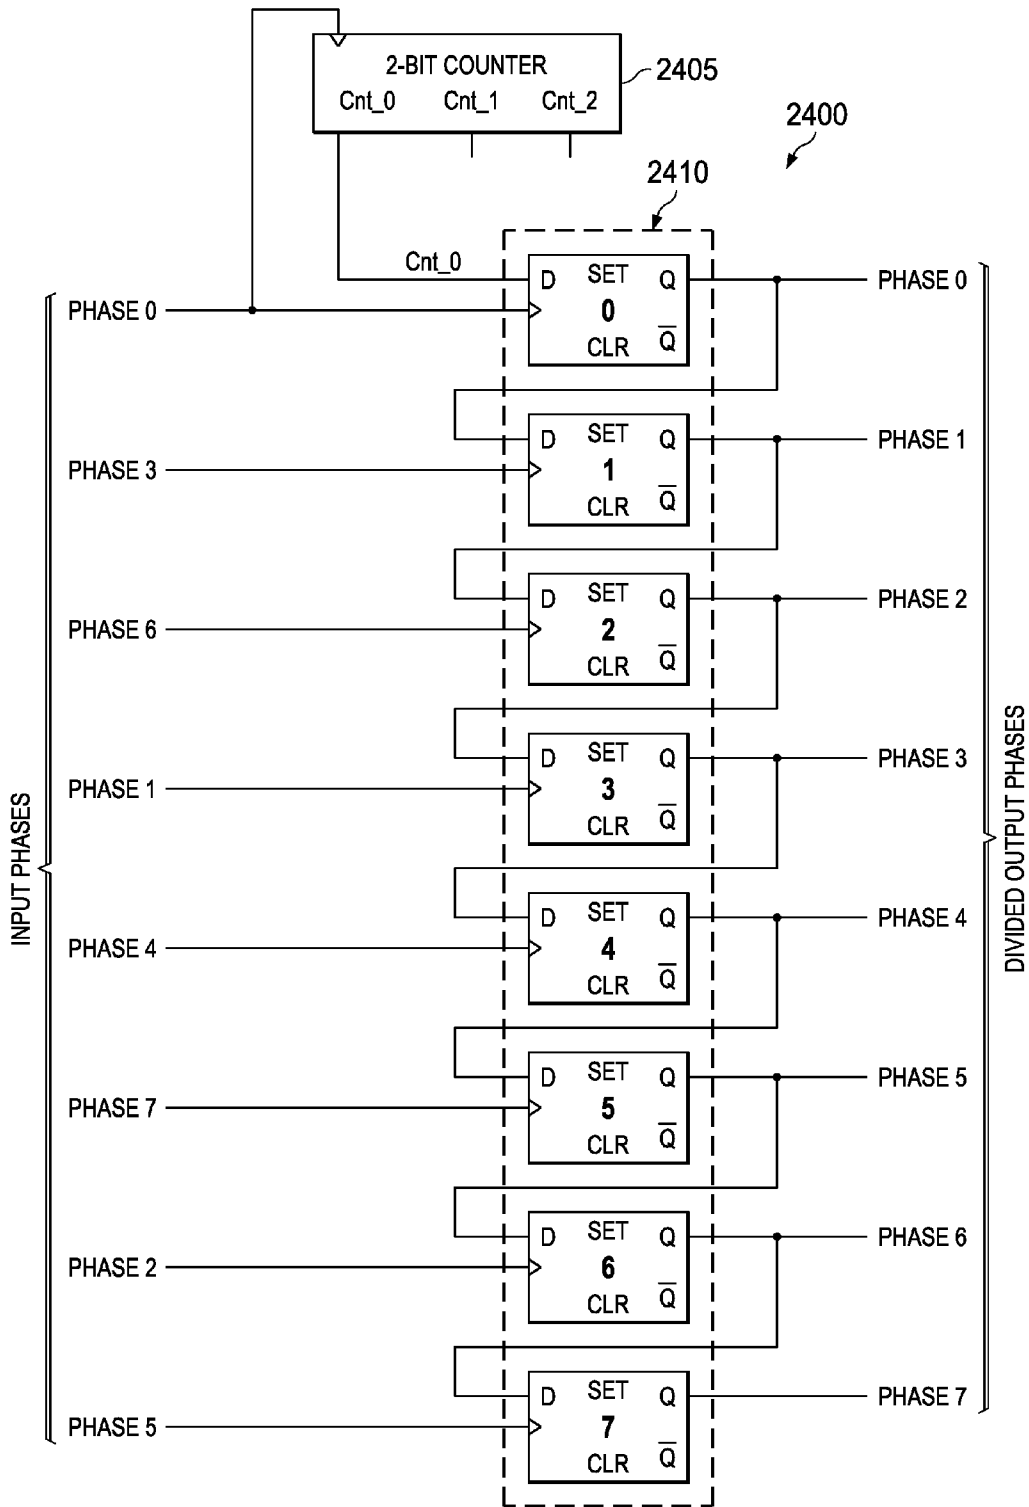 2-BIT COUNTER
Cnt_0 Cnt_1 Cnt_2
2405
2400
2410
Cnt_0
D SET Q
PHASE 0
PHASE 0
0
CLR Q̅
D SET Q
PHASE 1
PHASE 3
1
CLR Q̅
D SET Q
PHASE 2
PHASE 6
2
CLR Q̅
D SET Q
PHASE 3
PHASE 1
3
CLR Q̅
D SET Q
PHASE 4
PHASE 4
4
CLR Q̅
D SET Q
PHASE 5
PHASE 7
5
CLR Q̅
D SET Q
PHASE 6
PHASE 2
6
CLR Q̅
D SET Q
PHASE 7
PHASE 5
7
CLR Q̅
INPUT PHASES
DIVIDED OUTPUT PHASES